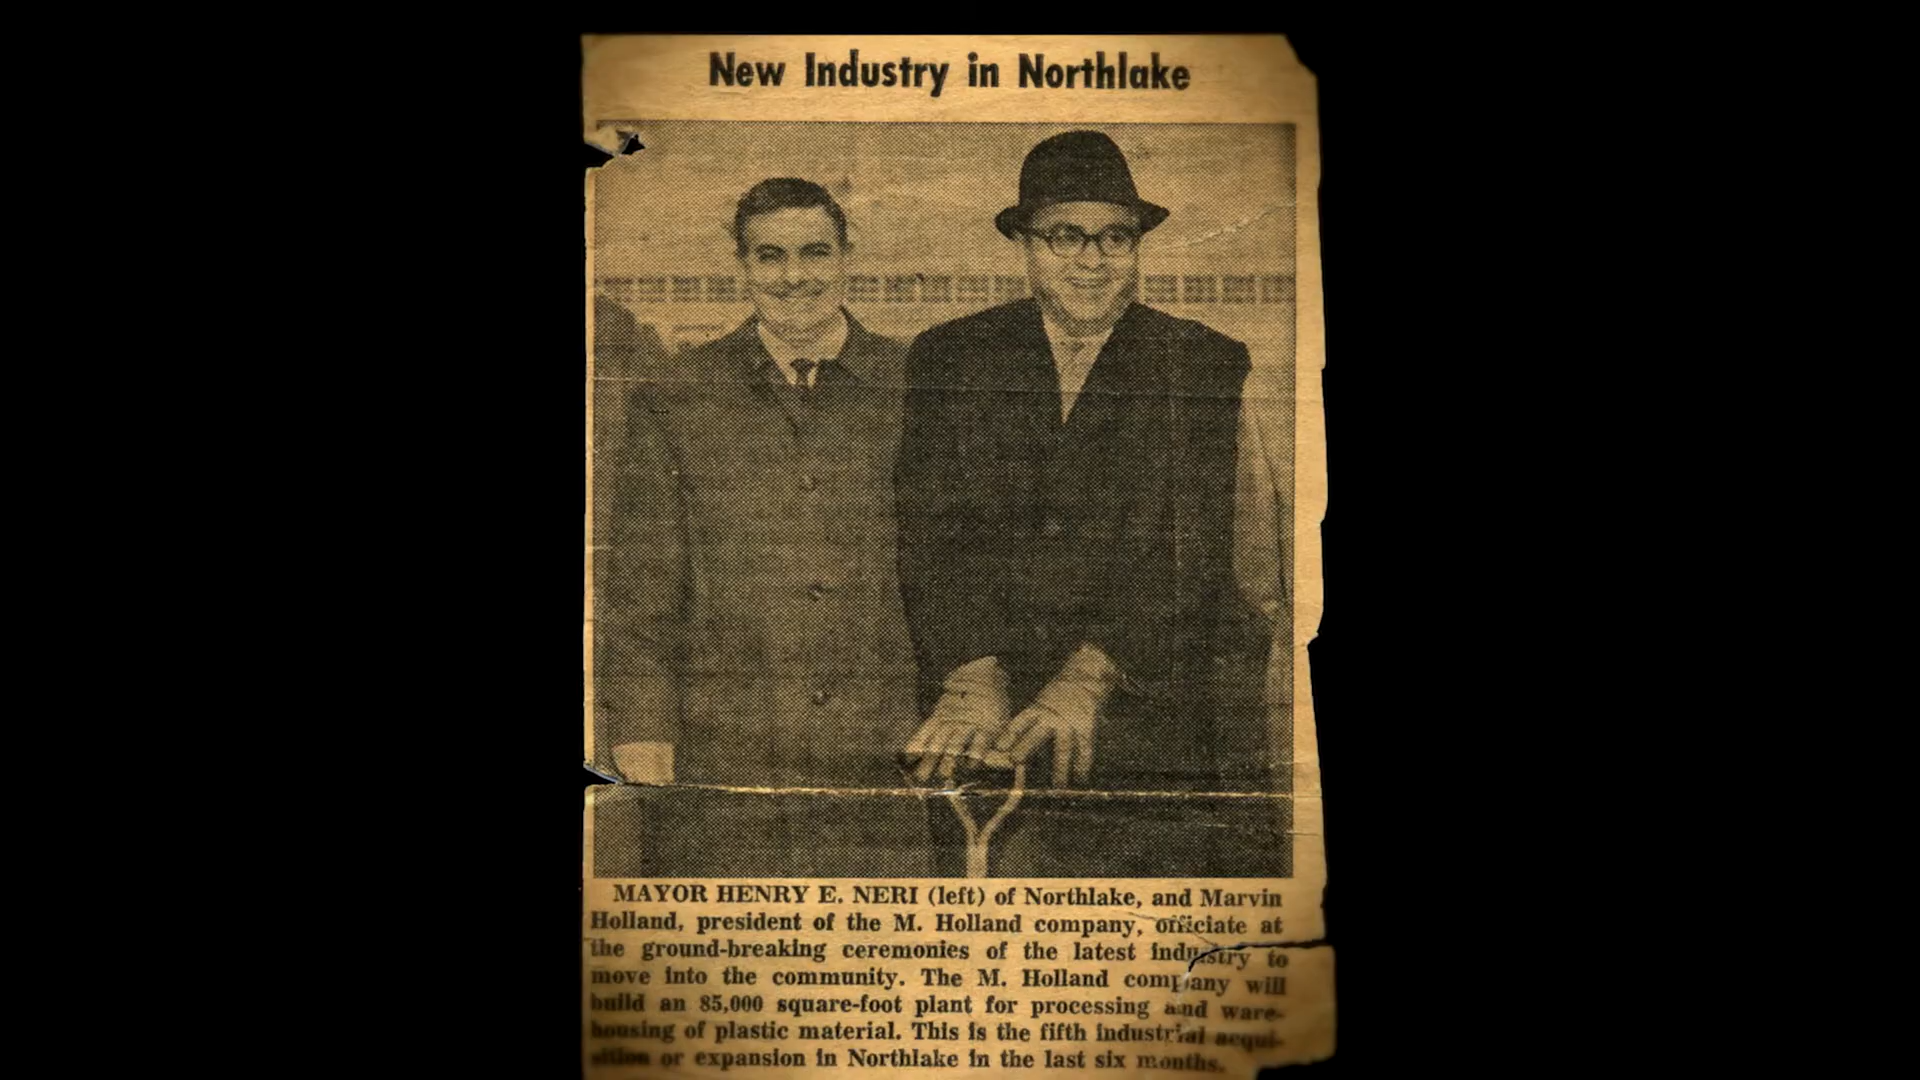 New Industry in Northlake
MAYOR HENRY E. NERI (left) of Northlake, and Marvin
Holland, president of the M. Holland company, officiate at
the ground-breaking ceremonies of the latest industry to
move into the community. The M. Holland company will
build an 85,000 square-foot plant for processing and ware-
housing of plastic material. This is the fifth industrial acqui-
sition or expansion in Northlake in the last six months.